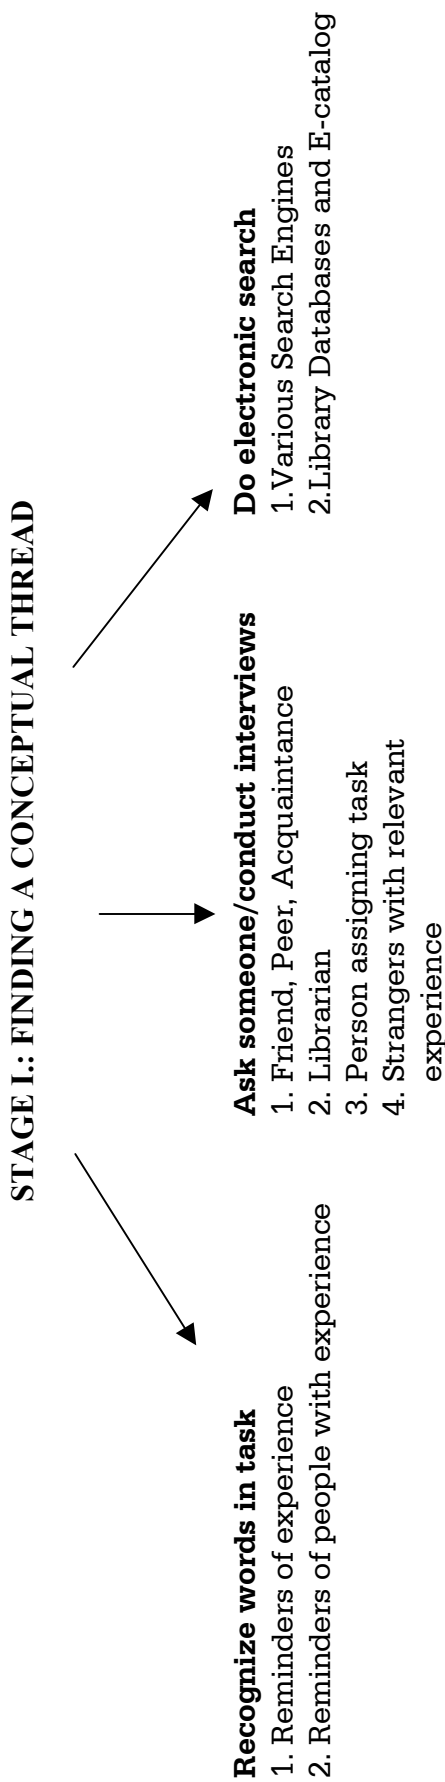 STAGE I.: FINDING A CONCEPTUAL THREAD
Recognize words in task
1. Reminders of experience
2. Reminders of people with experience
Ask someone/conduct interviews
1. Friend, Peer, Acquaintance
2. Librarian
3. Person assigning task
4. Strangers with relevant
experience
Do electronic search
1.Various Search Engines
2.Library Databases and E-catalog